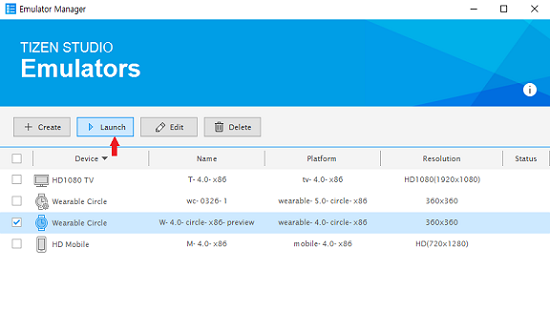 Emulator Manager
TIZEN STUDIO
Emulators
Create Launch Edit Delete
Device Name Platform Resolution Status
HD1080 TV T- 4.0- x86 tv- 4.0- x86 HD1080(1920x1080)
Wearable Circle wc- 0326- 1 wearable- 5.0- circle- x86 360x360
Wearable Circle W- 4.0- circle- x86- preview wearable- 4.0- circle- x86 360x360
HD Mobile M- 4.0- x86 mobile- 4.0- x86 HD(720x1280)